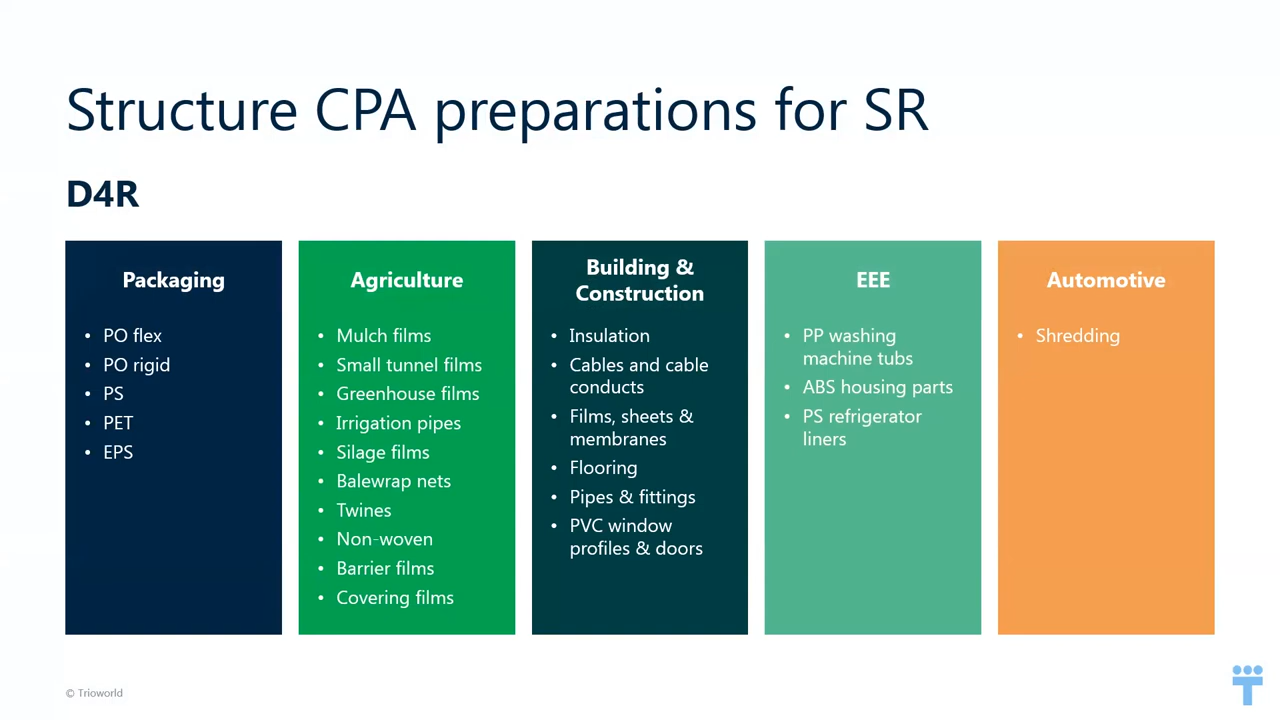 Structure CPA preparations for SR
D4R
Packaging
• PO flex
• PO rigid
• PS
• PET
• EPS
Agriculture
• Mulch films
• Small tunnel films
• Greenhouse films
• Irrigation pipes
• Silage films
• Balewrap nets
• Twines
• Non-woven
• Barrier films
• Covering films
Building &
Construction
• Insulation
• Cables and cable
conducts
• Films, sheets &
membranes
• Flooring
• Pipes & fittings
• PVC window
profiles & doors
EEE
• PP washing
machine tubs
• ABS housing parts
• PS refrigerator
liners
Automotive
• Shredding
© Trioworld